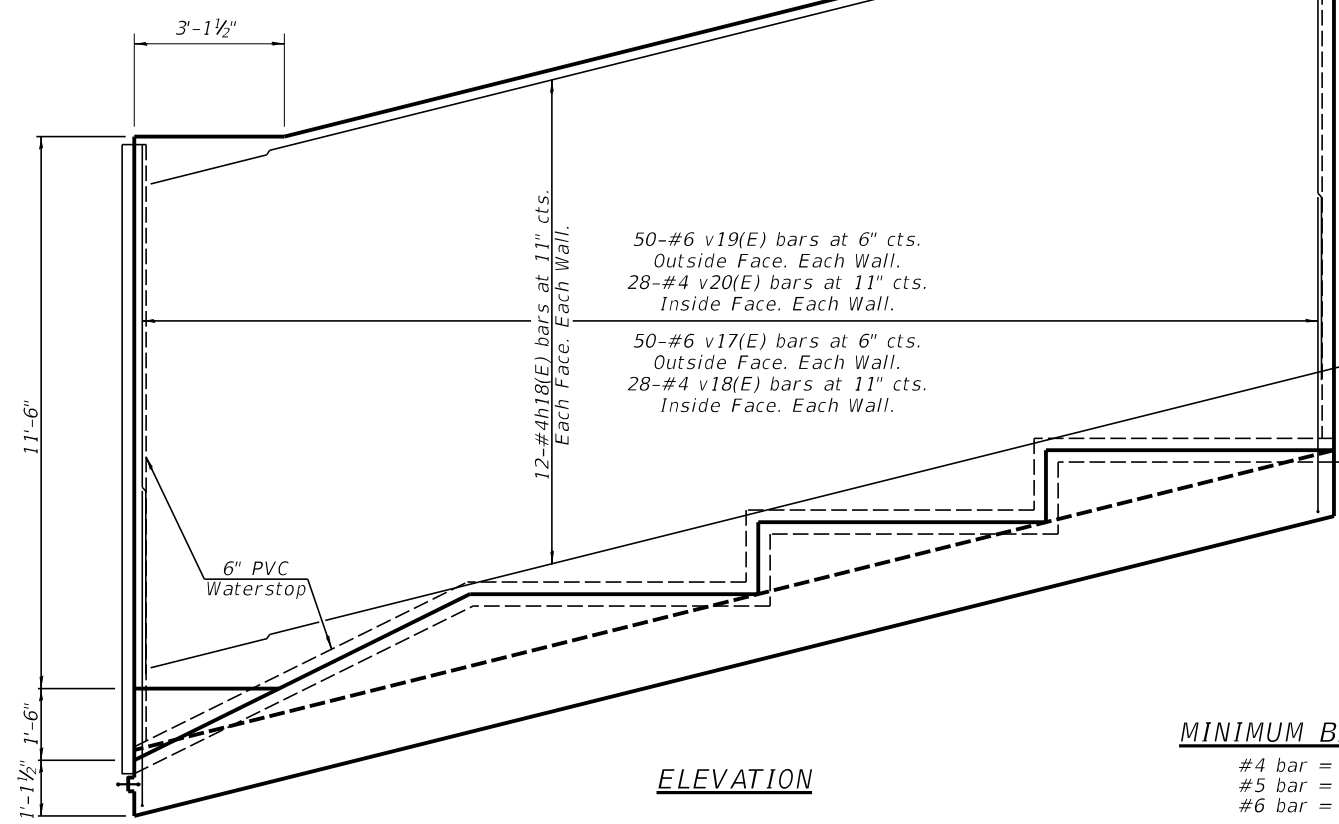 3'-1½"
11'-6"
1'-6"
1'-1½"
12-#4h18(E) bars at 11" cts.
Each Face. Each Wall.
50-#6 v19(E) bars at 6" cts.
Outside Face. Each Wall.
28-#4 v20(E) bars at 11" cts.
Inside Face. Each Wall.
50-#6 v17(E) bars at 6" cts.
Outside Face. Each Wall.
28-#4 v18(E) bars at 11" cts.
Inside Face. Each Wall.
6" PVC
Waterstop
ELEVATION
MINIMUM
#4 bar =
#5 bar =
#6 bar =